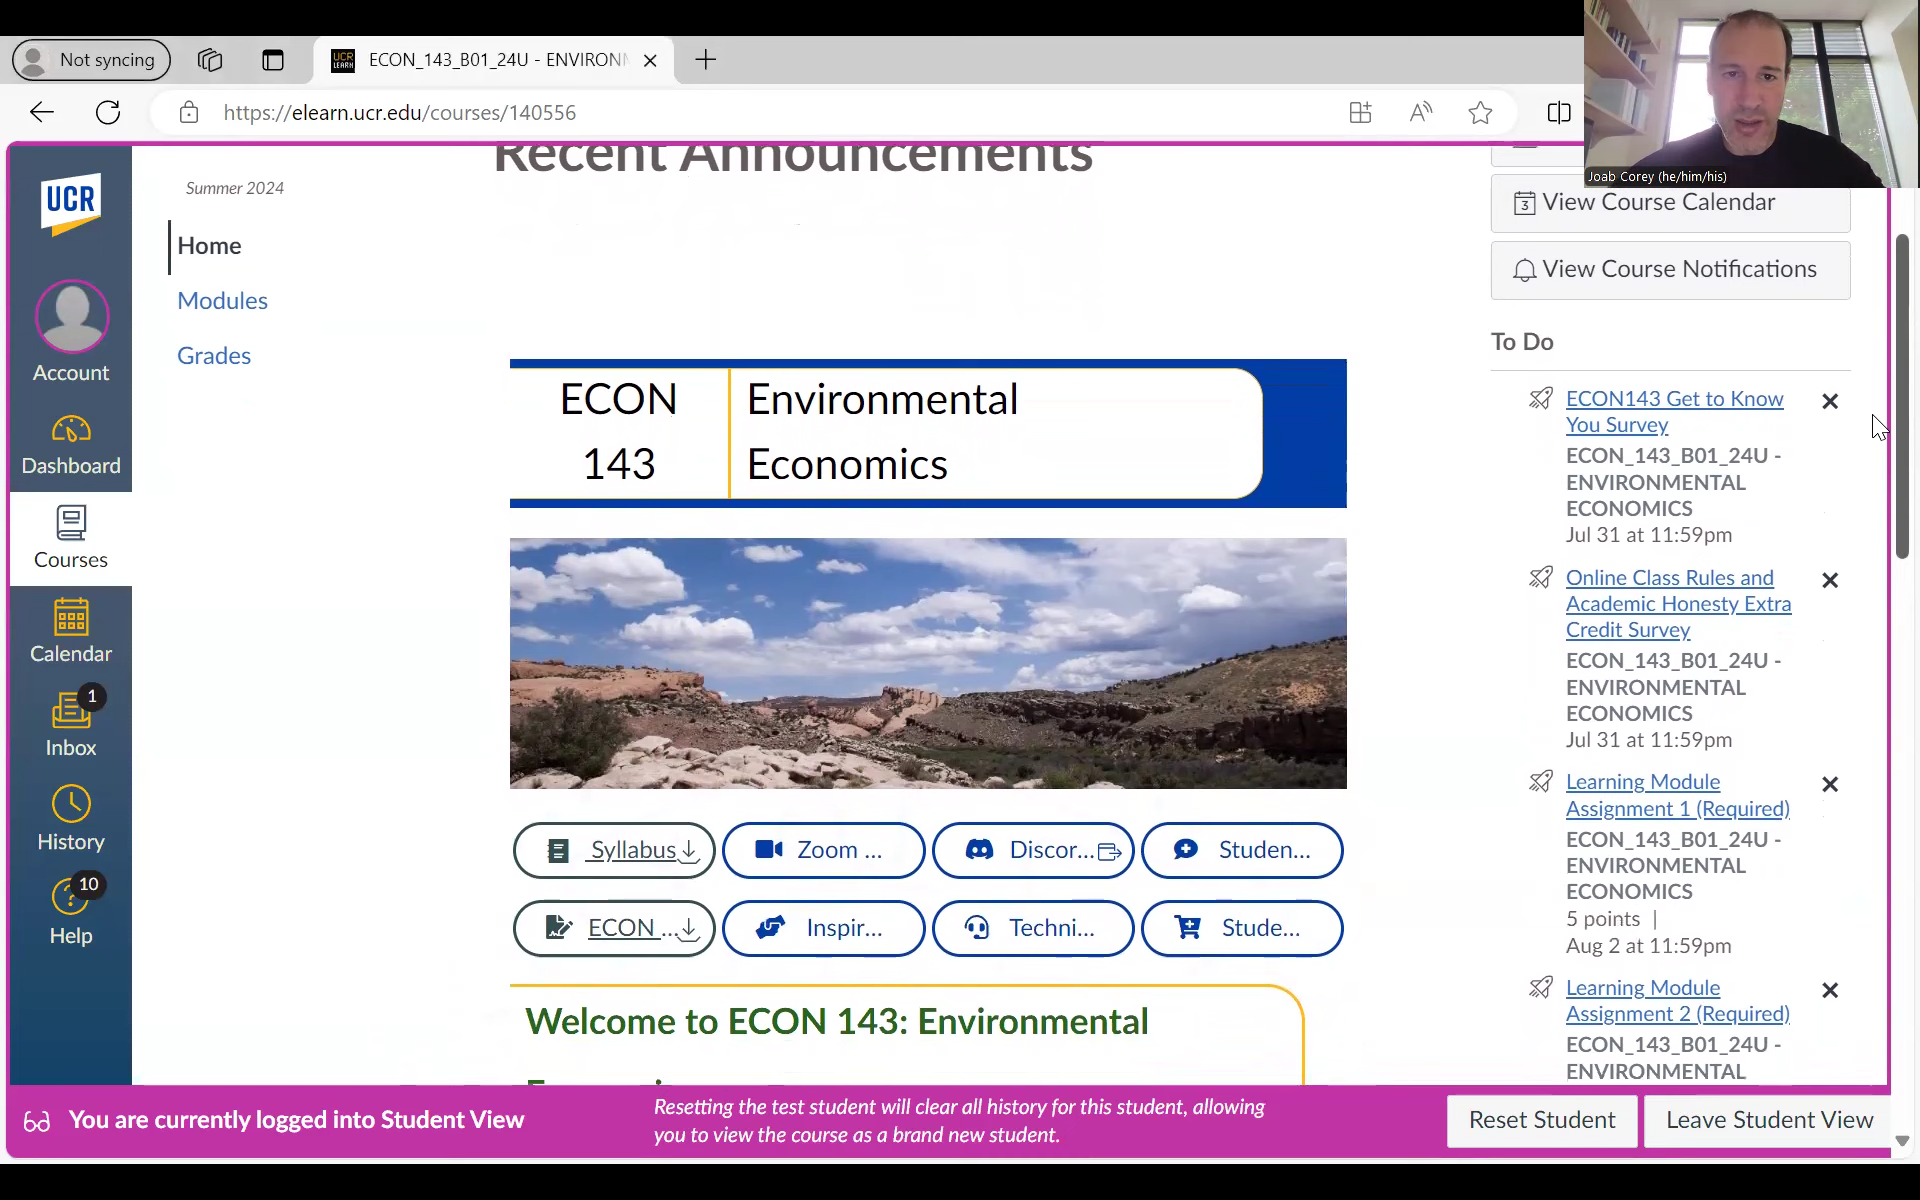 Not syncing
ECON_143_B01_24U - ENVIRON
https://elearn.ucr.edu/courses/140556
Joab Corey (he/him/his)
UCR
Account
Dashboard
Courses
Calendar
1
Inbox
History
10
Help
Summer 2024
Home
Modules
Grades
Recent Announcements
ECON
143
Environmental
Economics
Syllabus
Zoom ...
Discor...
Studen...
ECON ...
Inspir...
Techni...
Stude...
Welcome to ECON 143: Environmental
3 View Course Calendar
View Course Notifications
To Do
ECON143 Get to Know
You Survey
ECON_143_B01_24U -
ENVIRONMENTAL
ECONOMICS
Jul 31 at 11:59pm
Online Class Rules and
Academic Honesty Extra
Credit Survey
ECON_143_B01_24U -
ENVIRONMENTAL
ECONOMICS
Jul 31 at 11:59pm
Learning Module
Assignment 1 (Required)
ECON_143_B01_24U -
ENVIRONMENTAL
ECONOMICS
5 points |
Aug 2 at 11:59pm
Learning Module
Assignment 2 (Required)
ECON_143_B01_24U -
ENVIRONMENTAL
You are currently logged into Student View
Resetting the test student will clear all history for this student, allowing
you to view the course as a brand new student.
Reset Student
Leave Student View